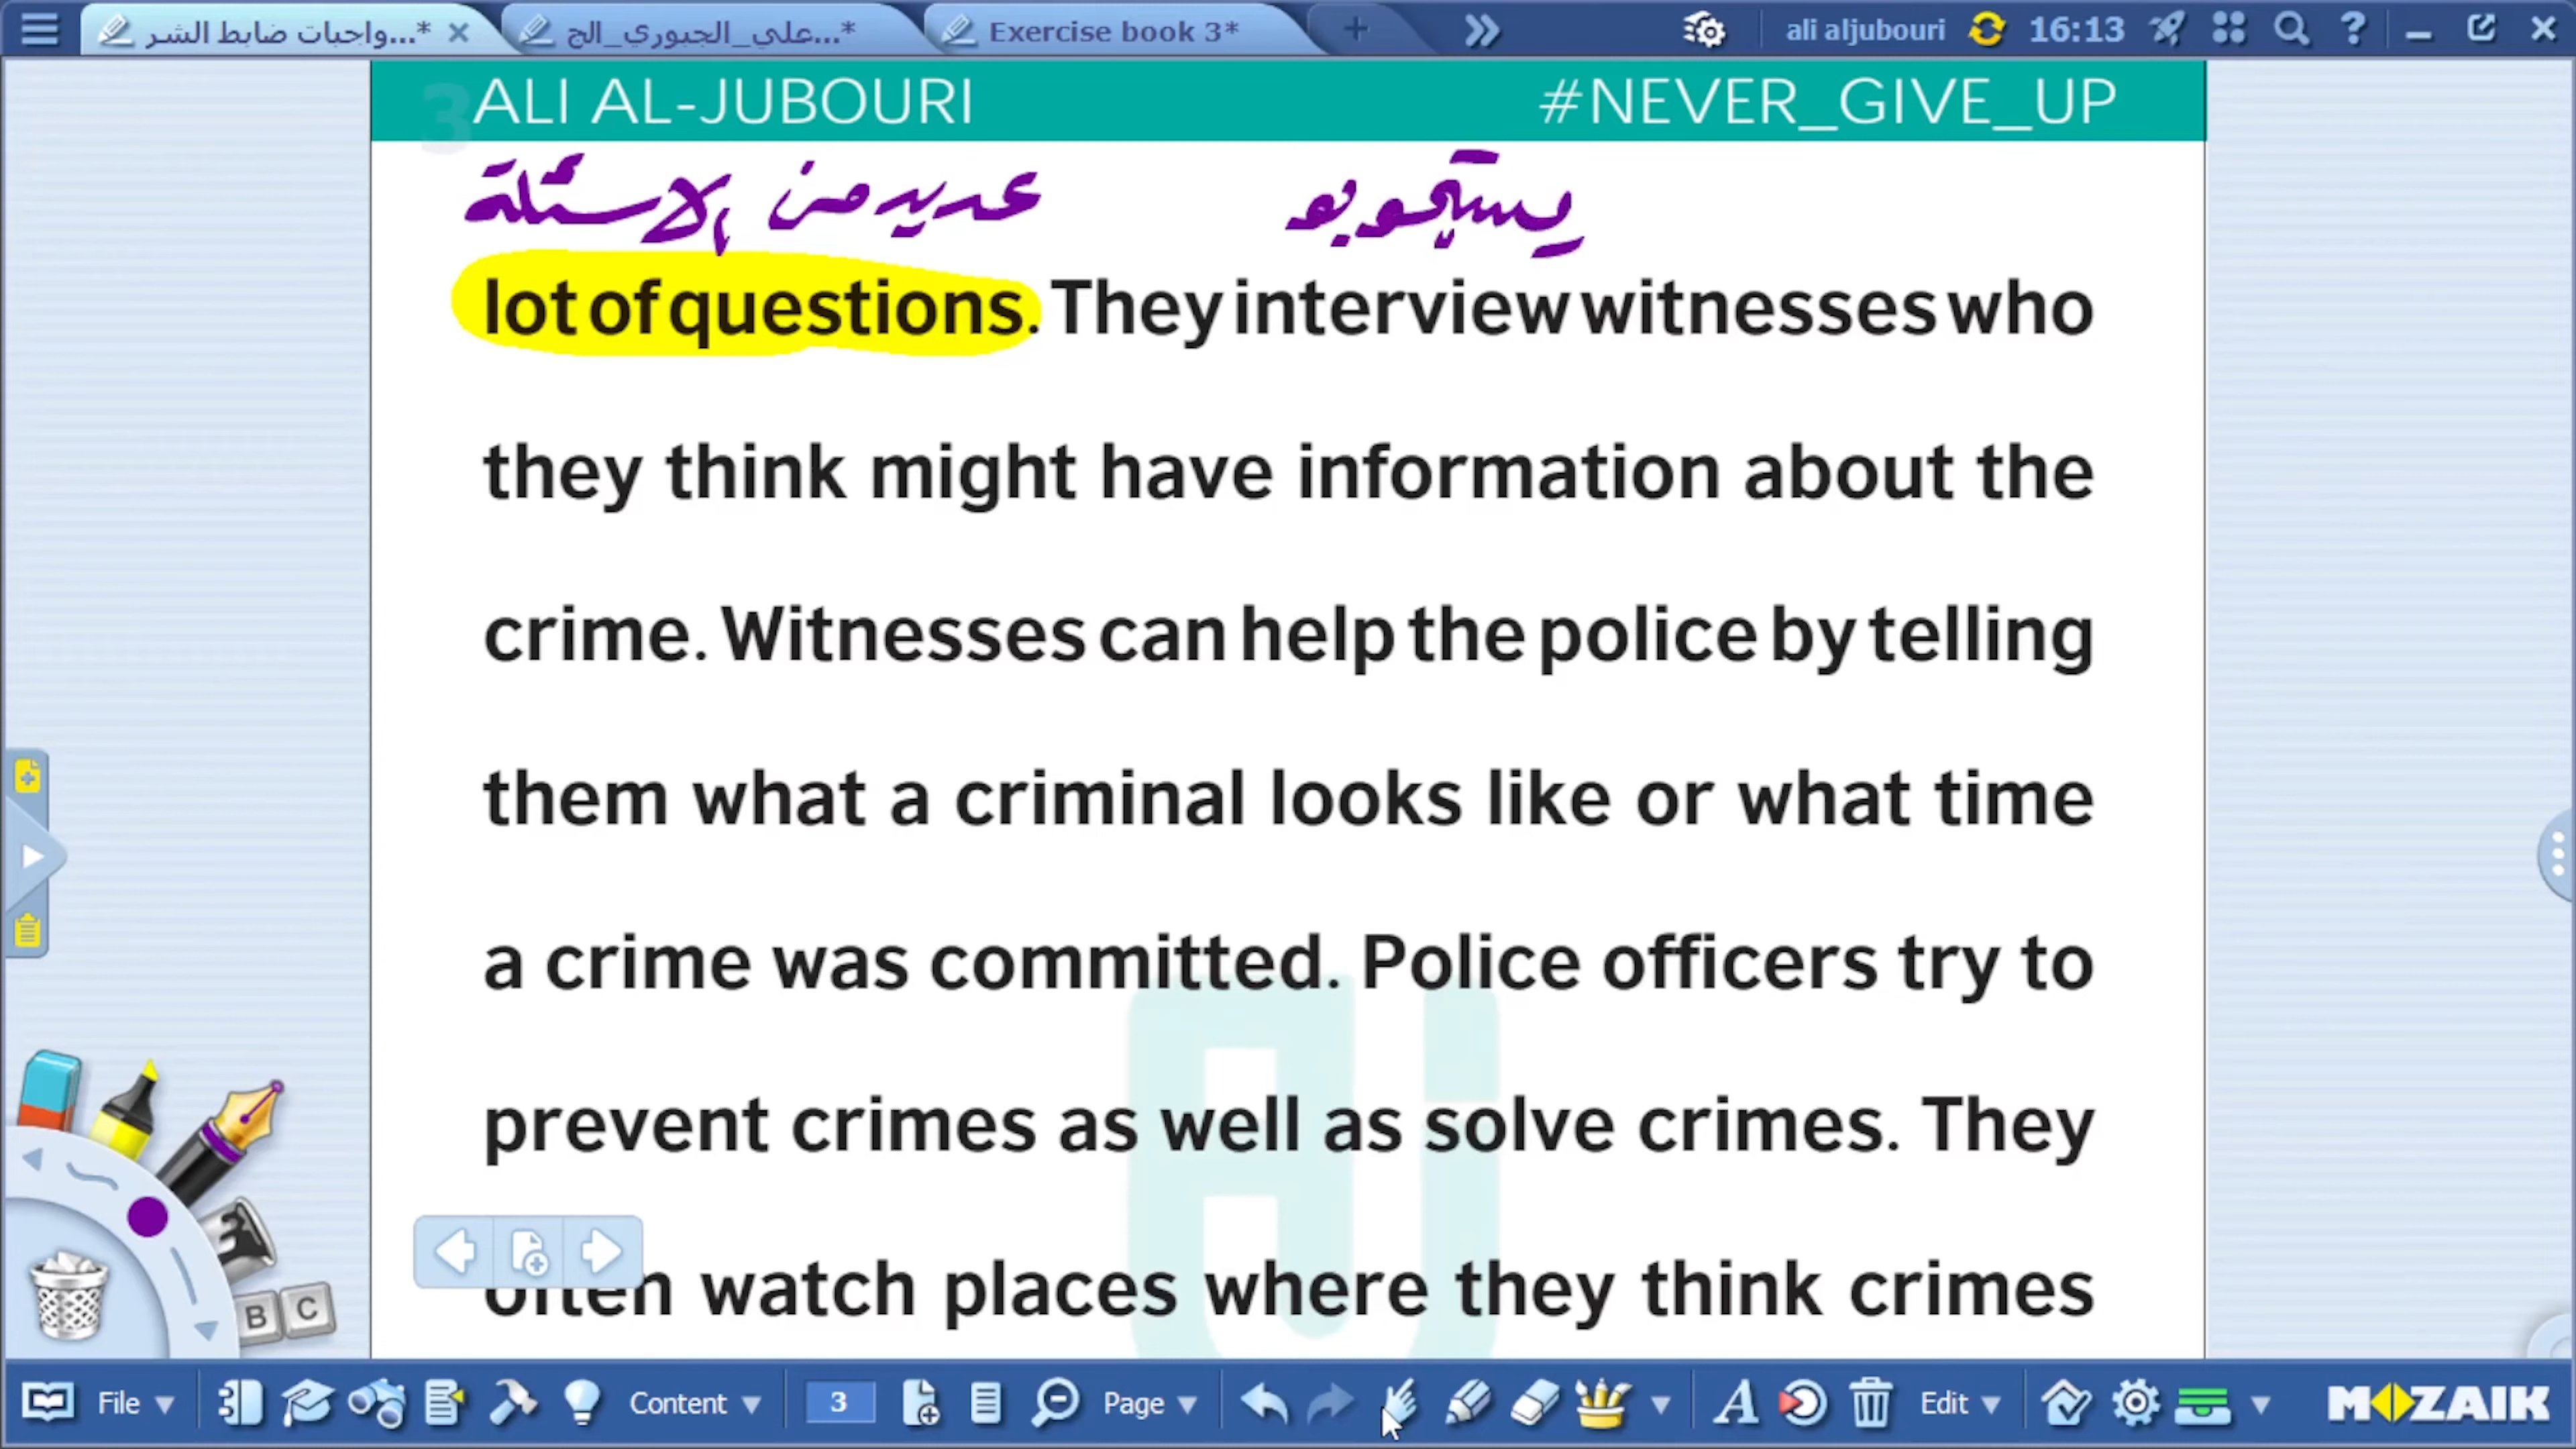 واجبات ضابط الشر...*
علي_الجبوري_الج...*
Exercise book 3*
ali aljubouri
16:13
3
ALI AL-JUBOURI
#NEVER_GIVE_UP
عديد من الاسئلة
يستجوبو
lot of questions. They interview witnesses who
they think might have information about the
crime. Witnesses can help the police by telling
them what a criminal looks like or what time
a crime was committed. Police officers try to
prevent crimes as well as solve crimes. They
often watch places where they think crimes
B C
File
Content
3
Page
Edit
MOZAIK